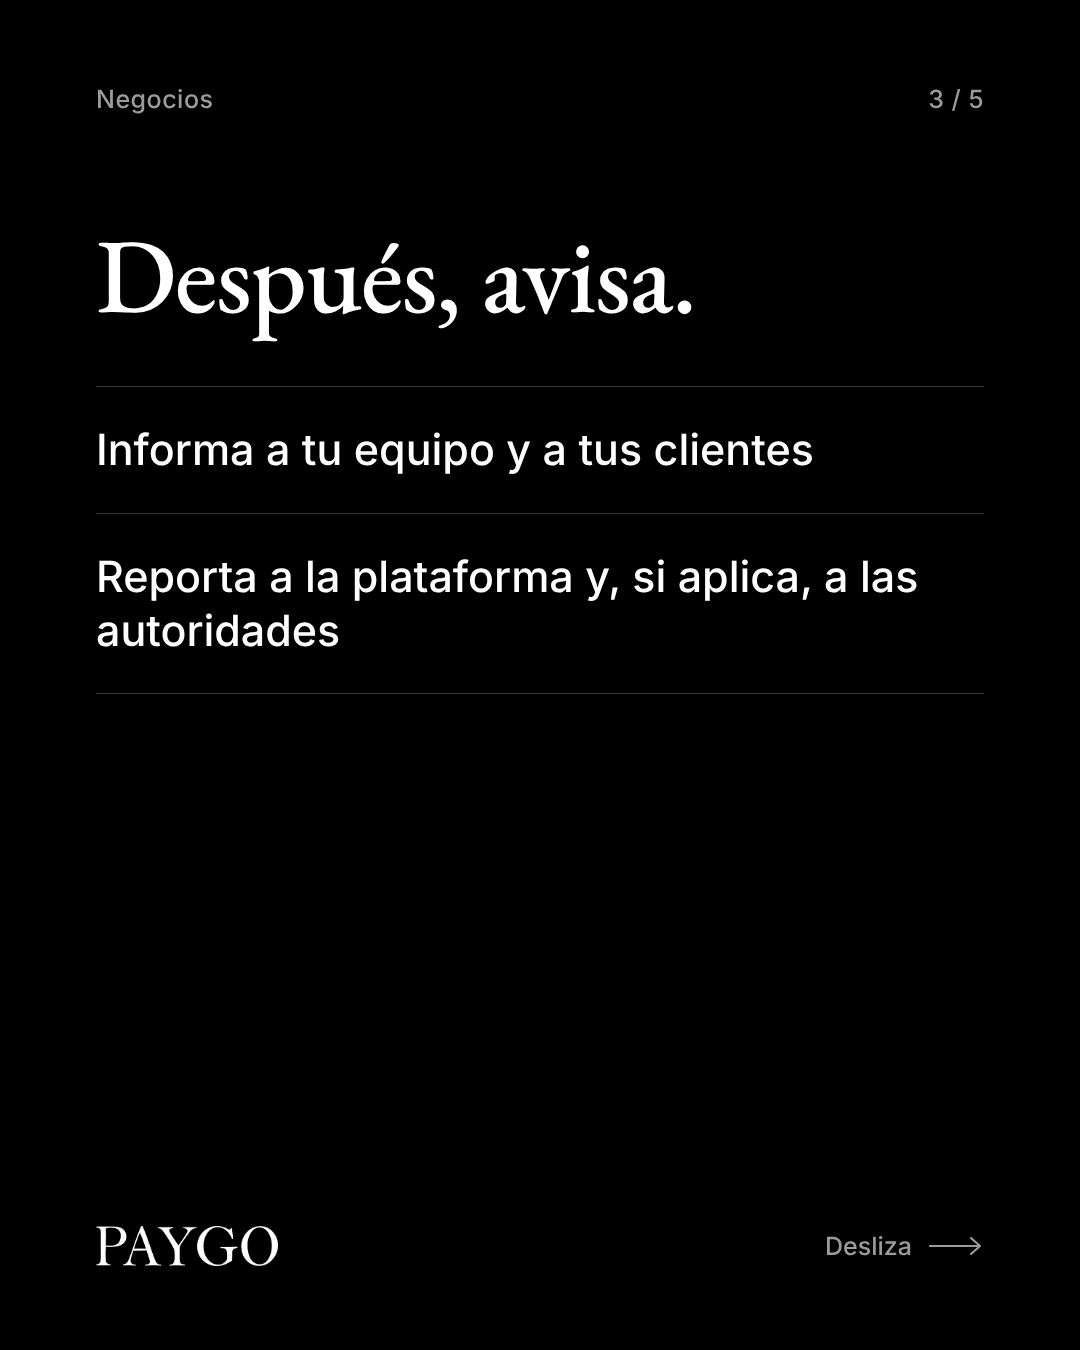 Negocios
3 / 5
Después, avisa.
Informa a tu equipo y a tus clientes
Reporta a la plataforma y, si aplica, a las
autoridades
PAYGO
Desliza